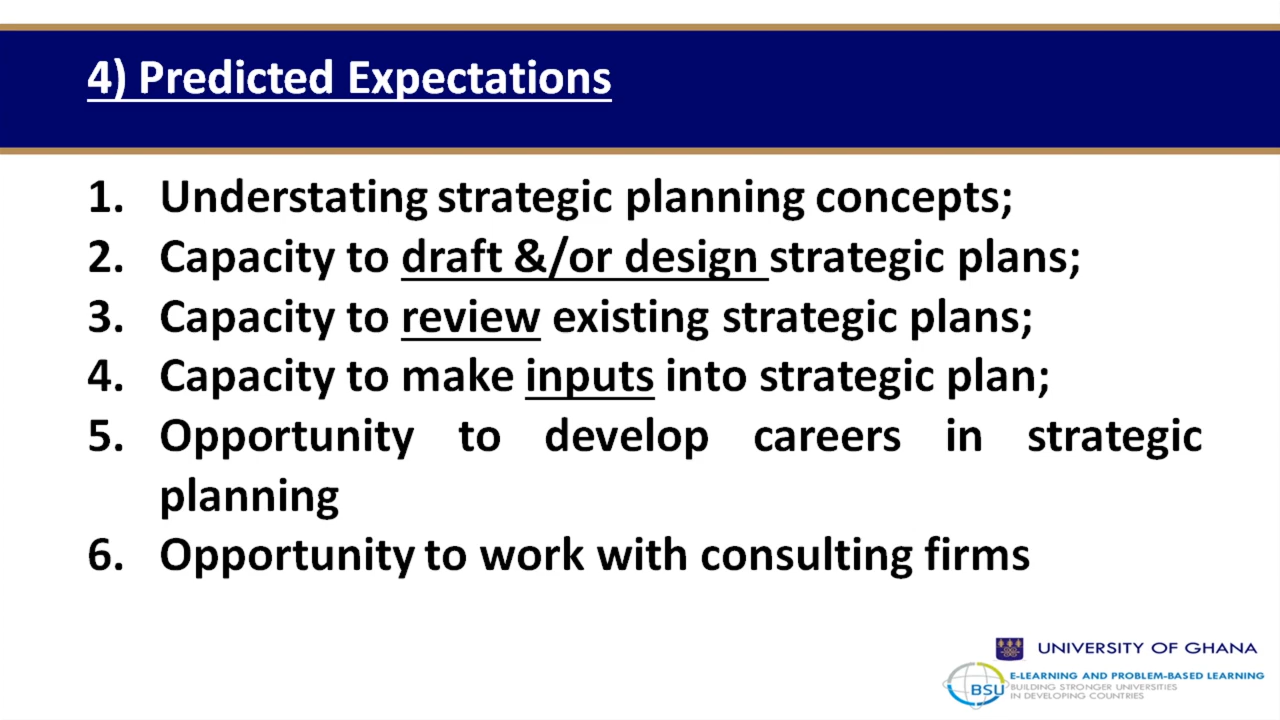 4) Predicted Expectations
1. Understating strategic planning concepts;
2. Capacity to draft &/or design strategic plans;
3. Capacity to review existing strategic plans;
4. Capacity to make inputs into strategic plan;
5. Opportunity to develop careers in strategic
planning
6. Opportunity to work with consulting firms
UNIVERSITY OF GHANA
BSU
E-LEARNING AND PROBLEM-BASED LEARNING
BUILDING STRONGER UNIVERSITIES
IN DEVELOPING COUNTRIES